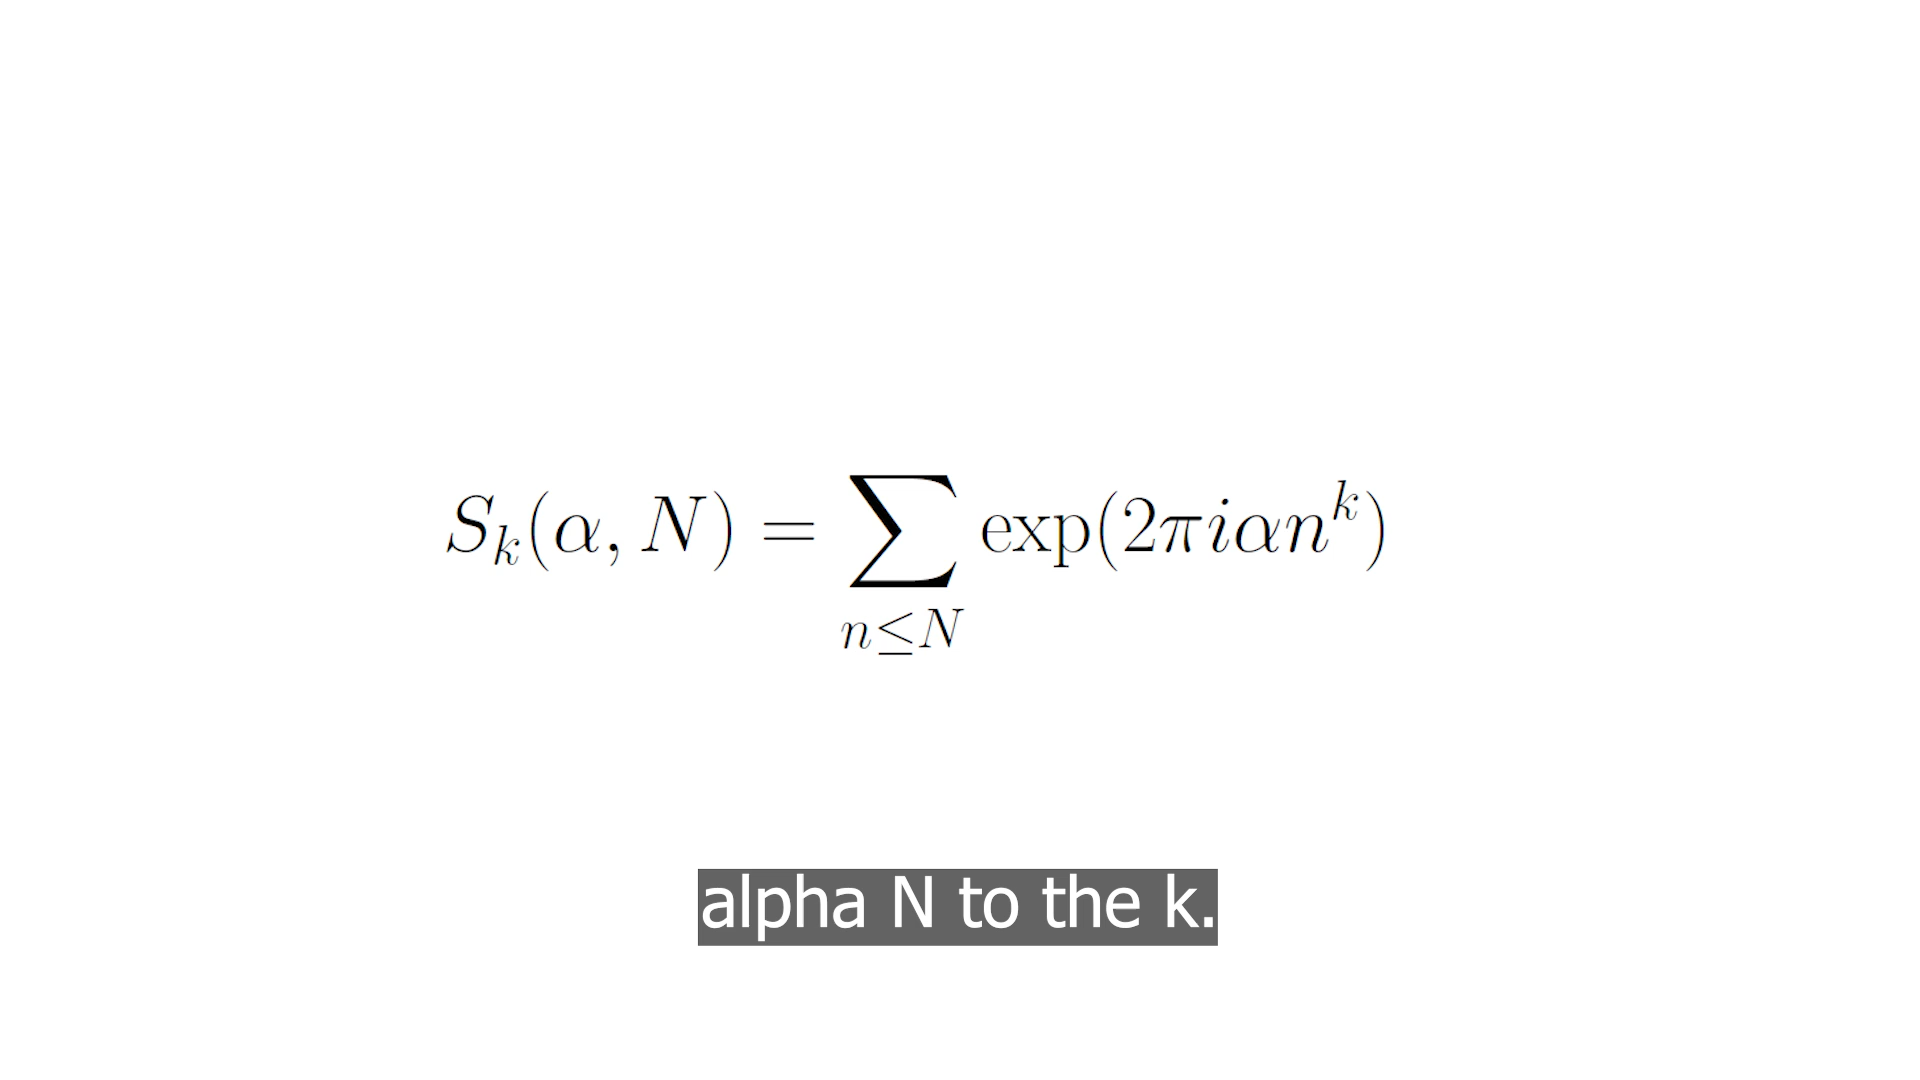 S_k(α, N) = ∑_{n≤N} exp(2πiαn^k)
alpha N to the k.